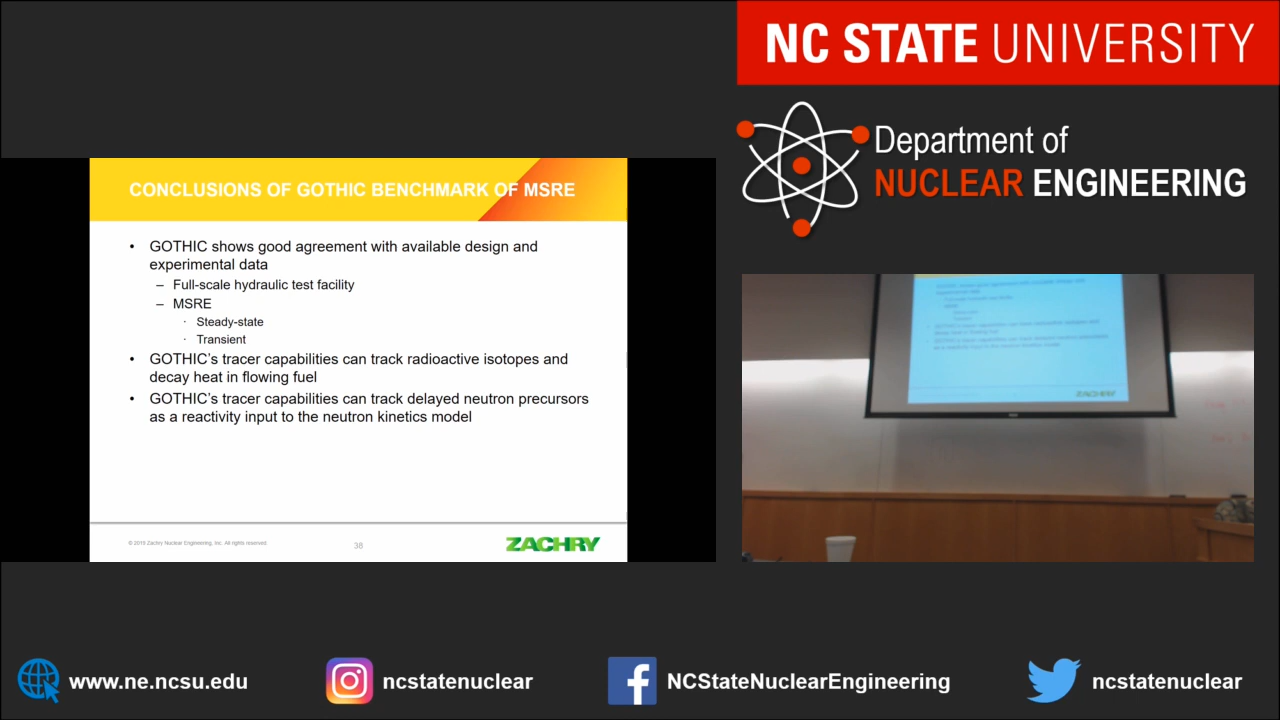 NC STATE UNIVERSITY
Department of
NUCLEAR ENGINEERING
CONCLUSIONS OF GOTHIC BENCHMARK OF MSRE
• GOTHIC shows good agreement with available design and
experimental data
– Full-scale hydraulic test facility
– MSRE
· Steady-state
· Transient
• GOTHIC's tracer capabilities can track radioactive isotopes and
decay heat in flowing fuel
• GOTHIC's tracer capabilities can track delayed neutron precursors
as a reactivity input to the neutron kinetics model
38
ZACHRY
ZACHRY
www.ne.ncsu.edu
ncstatenuclear
NCStateNuclearEngineering
ncstatenuclear